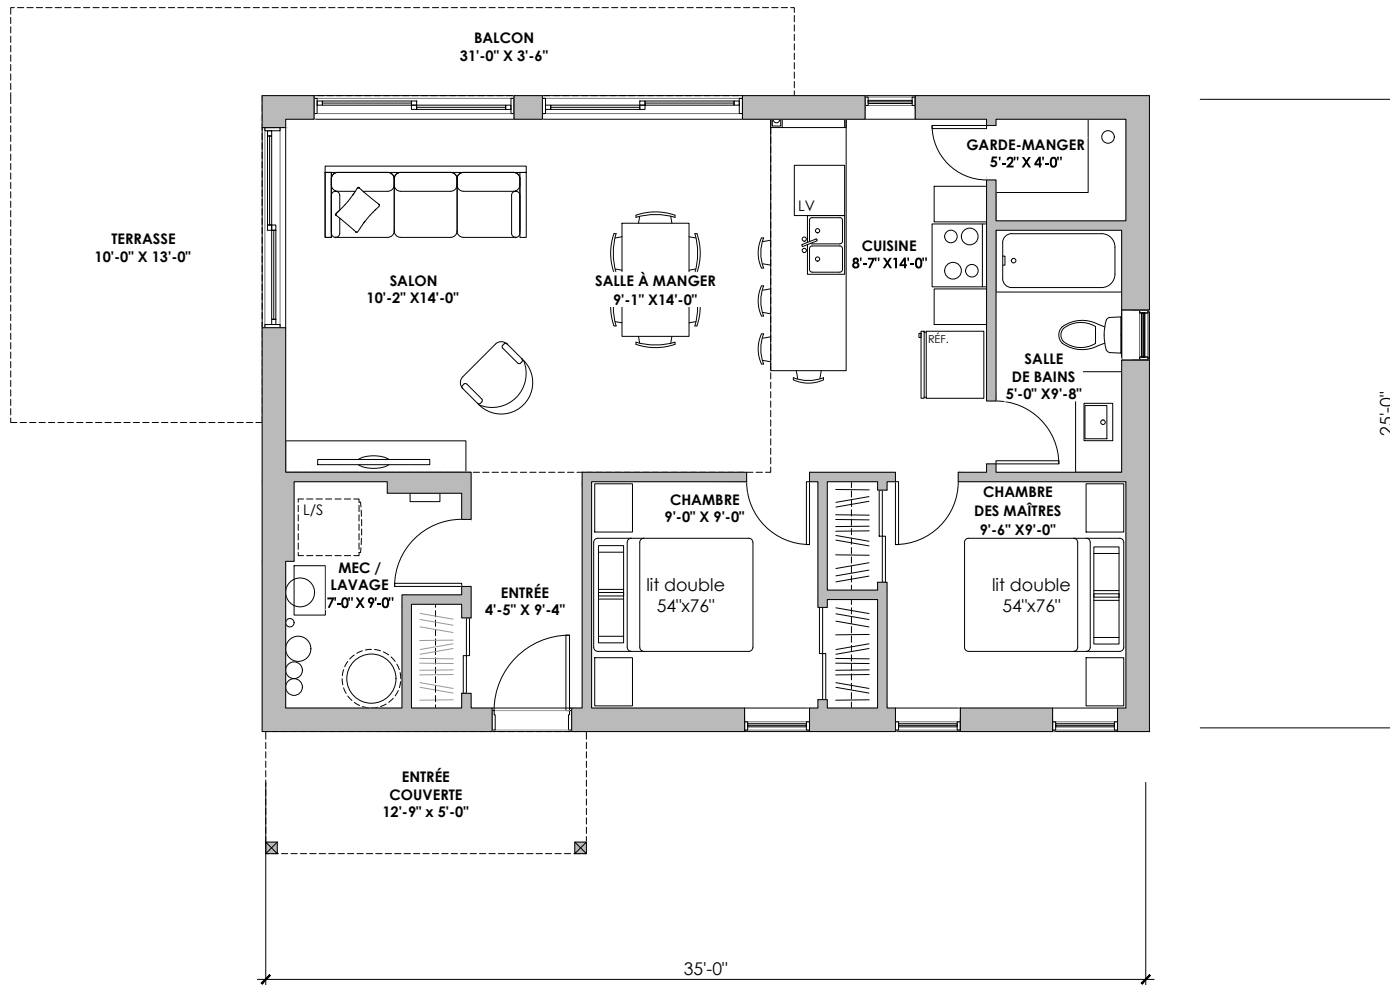 BALCON
31'-0" X 3'-6"
GARDE-MANGER
5'-2" X 4'-0"
LV
TERRASSE
10'-0" X 13'-0"
SALON
10'-2" X14'-0"
SALLE À MANGER
9'-1" X14'-0"
CUISINE
8'-7" X14'-0"
RÉF.
SALLE
DE BAINS
5'-0" X9'-8"
25'-0"
L/S
MEC /
LAVAGE
7'-0" X 9'-0"
ENTRÉE
4'-5" X 9'-4"
CHAMBRE
9'-0" X 9'-0"
lit double
54"x76"
CHAMBRE
DES MAÎTRES
9'-6" X9'-0"
lit double
54"x76"
ENTRÉE
COUVERTE
12'-9" x 5'-0"
35'-0"